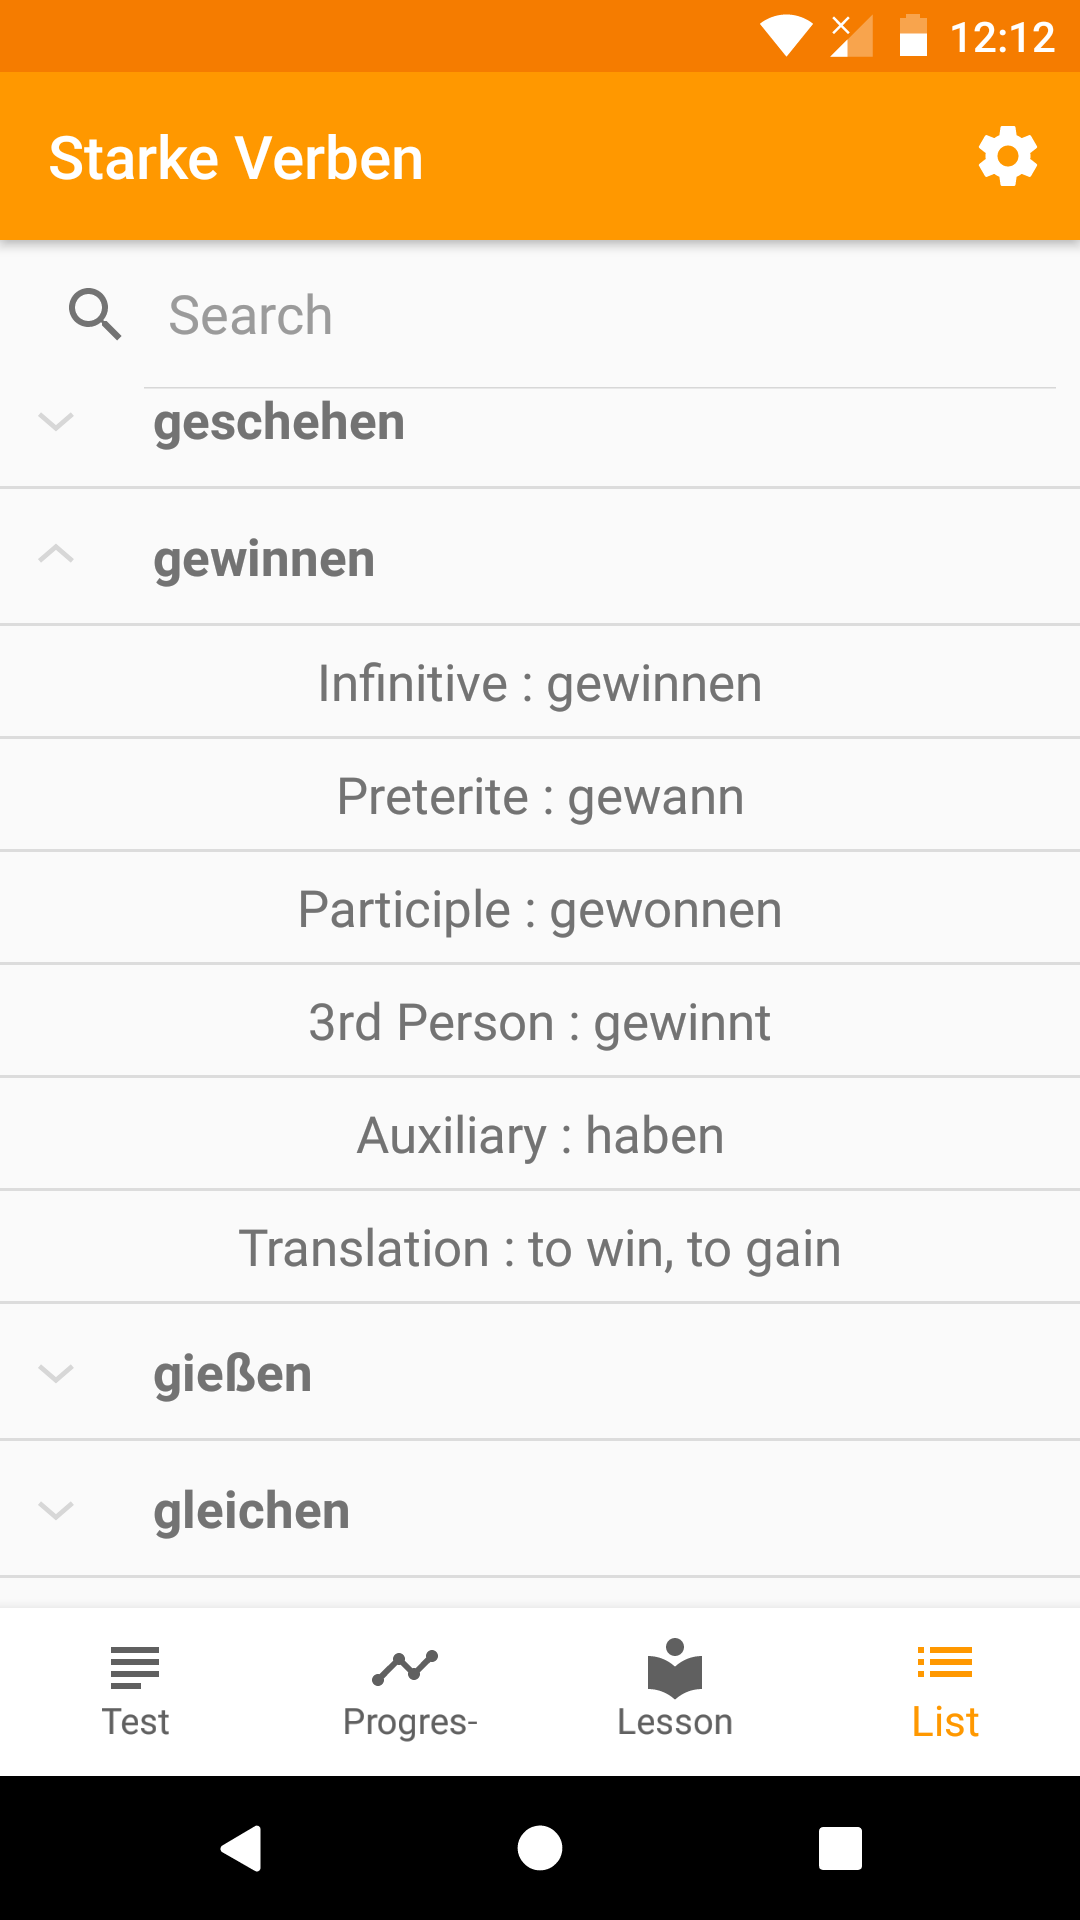 12:12
Starke Verben
Search
geschehen
gewinnen
Infinitive : gewinnen
Preterite : gewann
Participle : gewonnen
3rd Person : gewinnt
Auxiliary : haben
Translation : to win, to gain
gießen
gleichen
Test
Progres-
Lesson
List